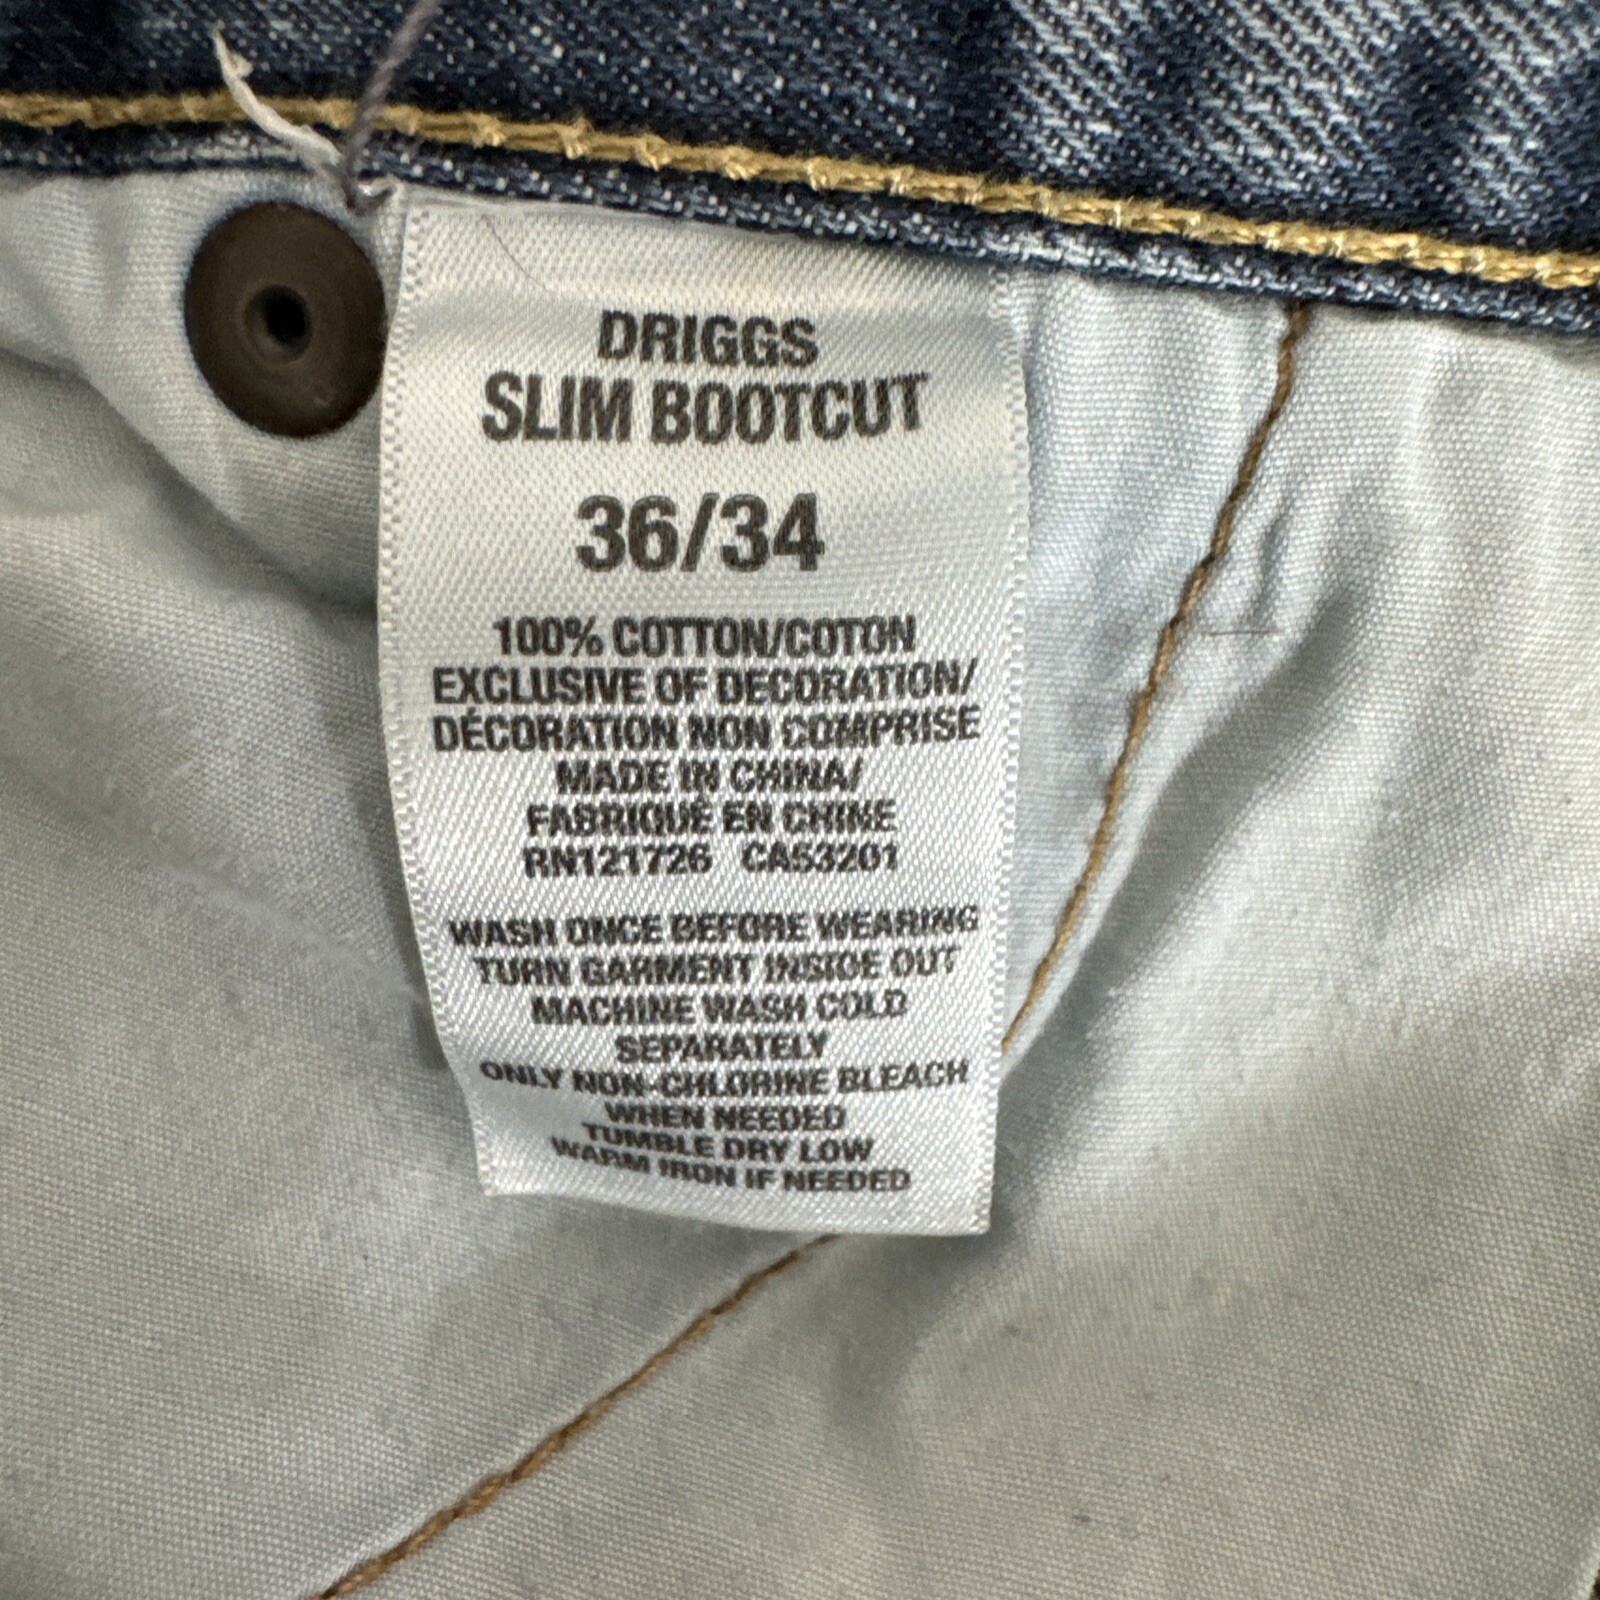 DRIGGS
SLIM BOOTCUT
36/34
100% COTTON/COTON
EXCLUSIVE OF DECORATION/
DÉCORATION NON COMPRISE
MADE IN CHINA/
FABRIQUÉ EN CHINE
RN121726 CA53201
WASH ONCE BEFORE WEARING
TURN GARMENT INSIDE OUT
MACHINE WASH COLD
SEPARATELY
ONLY NON-CHLORINE BLEACH
WHEN NEEDED
TUMBLE DRY LOW
WARM IRON IF NEEDED